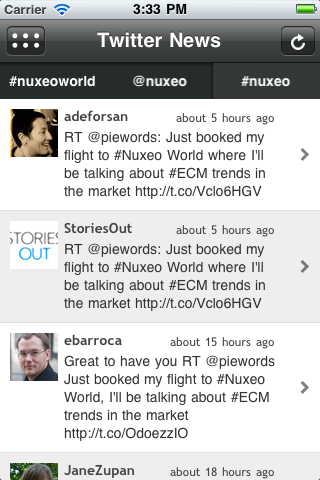 Carrier 3:33 PM
Twitter News
#nuxeoworld @nuxeo #nuxeo
adeforsan about 5 hours ago
RT @piewords: Just booked my
flight to #Nuxeo World where I'll
be talking about #ECM trends in
the market http://t.co/Vclo6HGV
STORIES
OUT
StoriesOut about 5 hours ago
RT @piewords: Just booked my
flight to #Nuxeo World where I'll
be talking about #ECM trends in
the market http://t.co/Vclo6HGV
ebarroca about 15 hours ago
Great to have you RT @piewords
Just booked my flight to #Nuxeo
World, I'll be talking about #ECM
trends in the market
http://t.co/OdoezzIO
JaneZupan about 18 hours ago